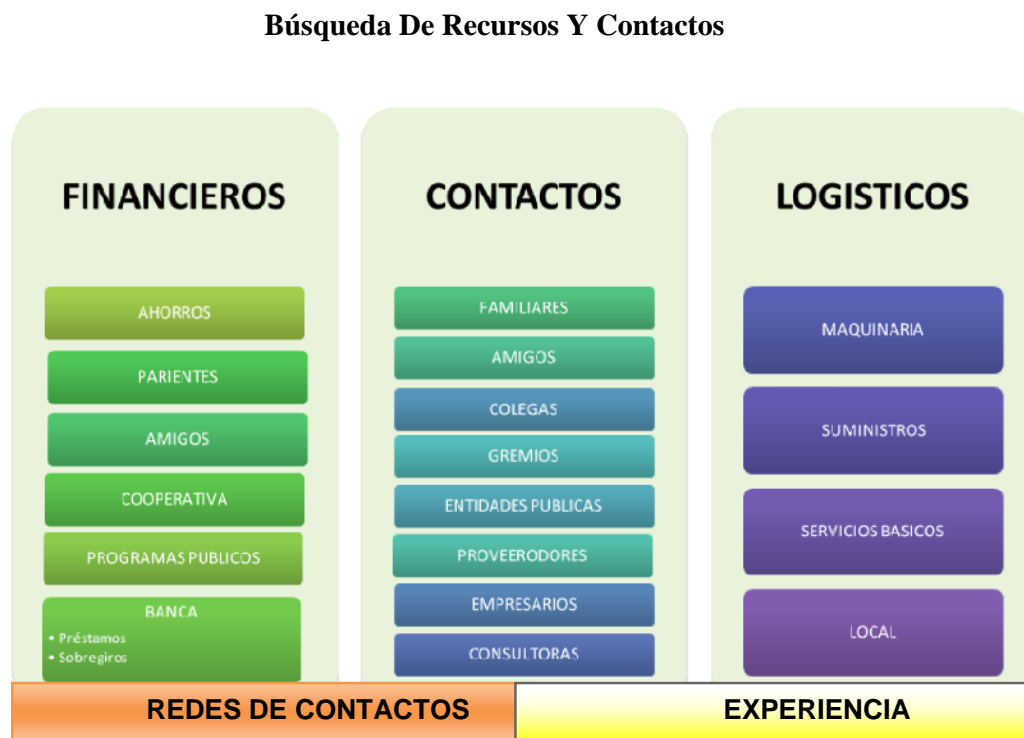 Búsqueda De Recursos Y Contactos
FINANCIEROS
AHORROS
PARIENTES
AMIGOS
COOPERATIVA
PROGRAMAS PUBLICOS
BANCA
• Préstamos
• Sobregiros
CONTACTOS
FAMILIARES
AMIGOS
COLEGAS
GREMIOS
ENTIDADES PUBLICAS
PROVEERODORES
EMPRESARIOS
CONSULTORAS
LOGISTICOS
MAQUINARIA
SUMINISTROS
SERVICIOS BASICOS
LOCAL
REDES DE CONTACTOS
EXPERIENCIA